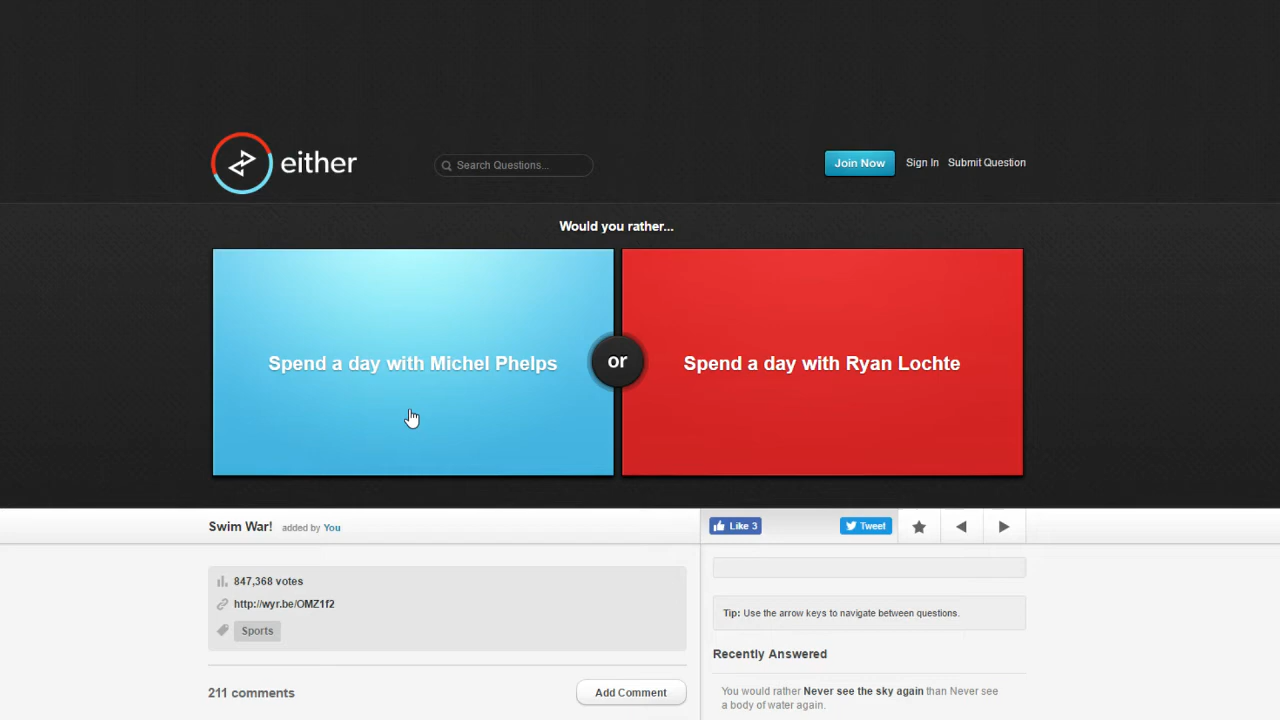 either
Search Questions...
Join Now
Sign In
Submit Question
Would you rather...
Spend a day with Michel Phelps
or
Spend a day with Ryan Lochte
Swim War! added by You
Like 3
Tweet
847,368 votes
http://wyr.be/OMZ1f2
Sports
Tip: Use the arrow keys to navigate between questions.
Recently Answered
You would rather Never see the sky again than Never see
a body of water again.
211 comments
Add Comment